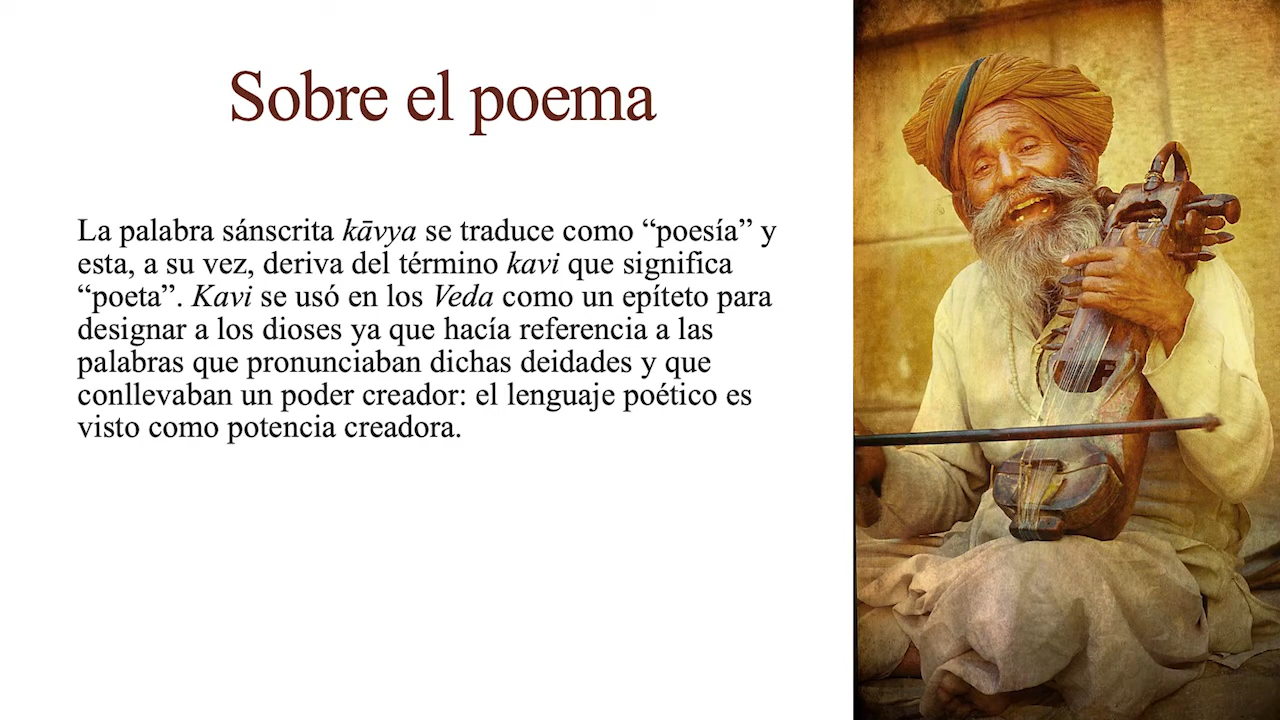 Sobre el poema
La palabra sánscrita kāvya se traduce como “poesía” y
esta, a su vez, deriva del término kavi que significa
“poeta”. Kavi se usó en los Veda como un epíteto para
designar a los dioses ya que hacía referencia a las
palabras que pronunciaban dichas deidades y que
conllevaban un poder creador: el lenguaje poético es
visto como potencia creadora.